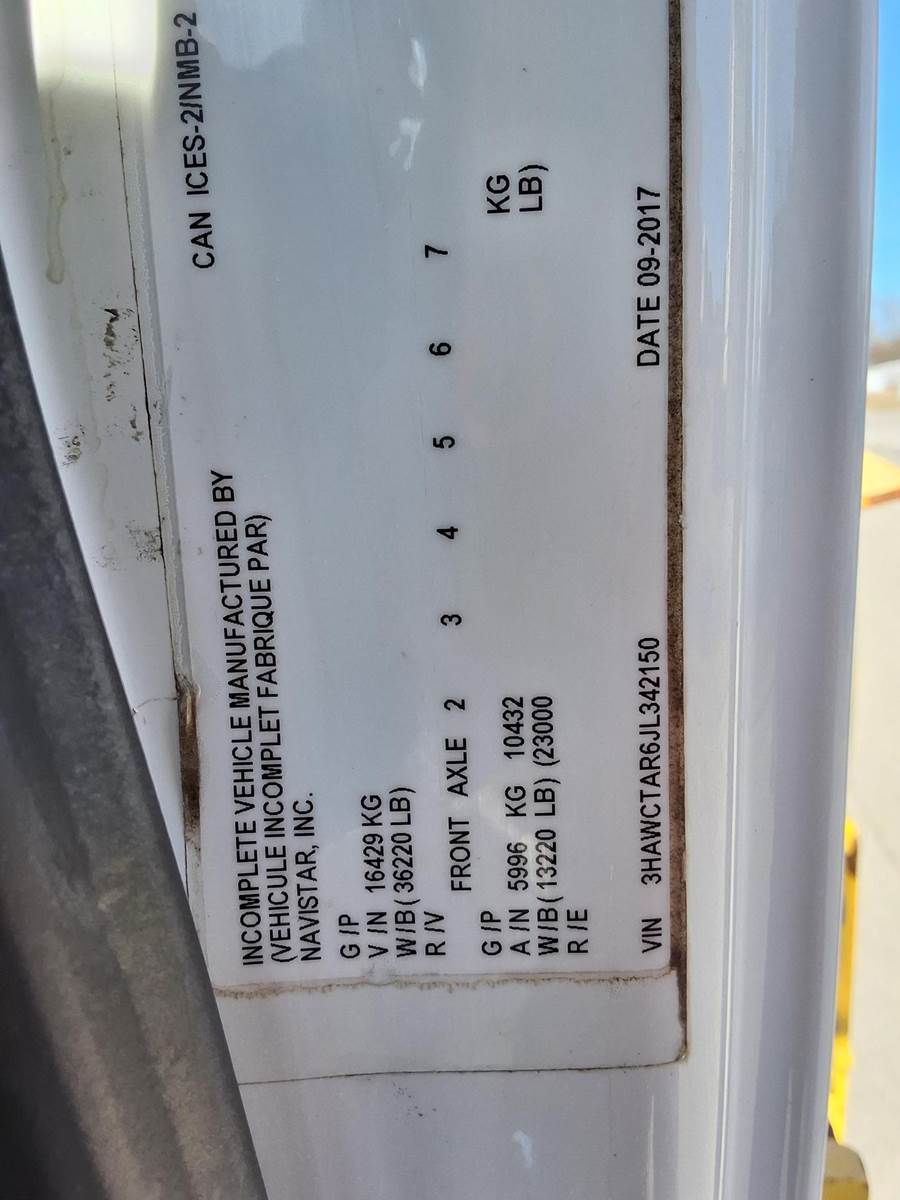 CAN ICES-2/NMB-2
INCOMPLETE VEHICLE MANUFACTURED BY
(VEHICULE INCOMPLET FABRIQUE PAR)
NAVISTAR, INC.
G /P
V /N 16429 KG
W/B( 36220 LB)
R /V FRONT AXLE 2 3 4 5 6 7
G /P
A /N 5996 KG 10432 KG
W/B( 13220 LB) (23000 LB)
R /E
VIN 3HAWCTAR6JL342150 DATE 09-2017